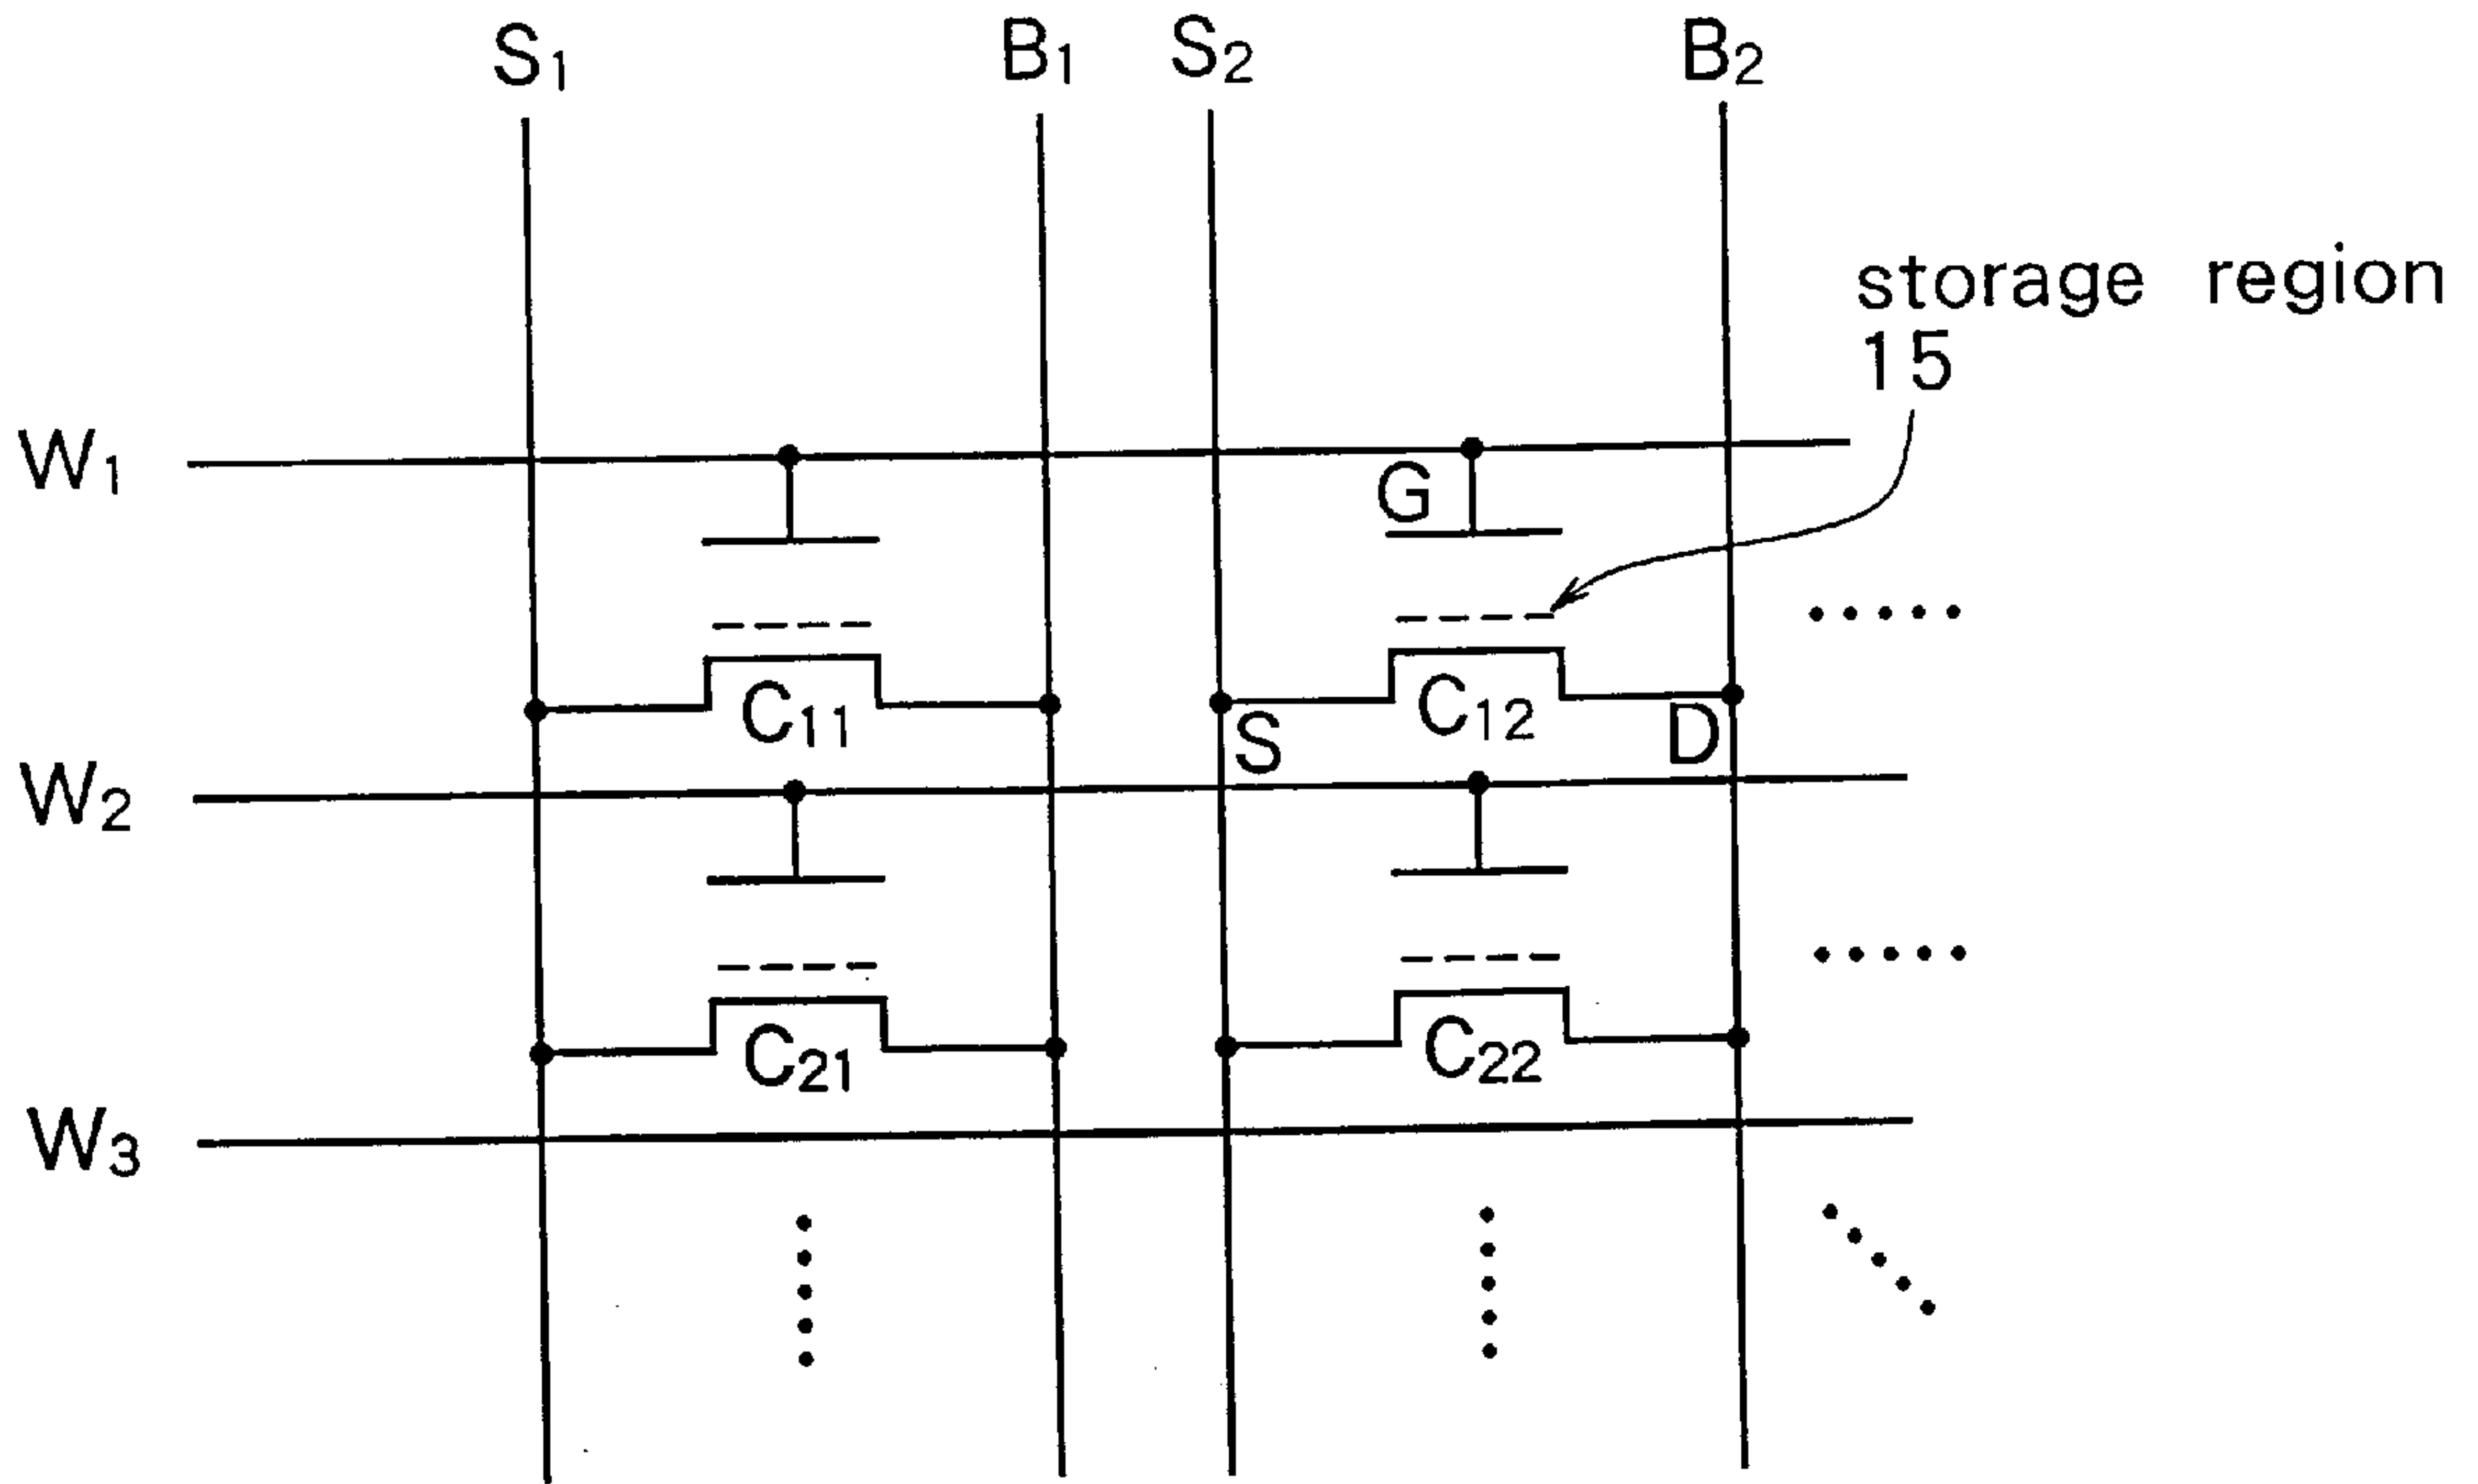 S1 B1 S2 B2
storage region
15
W1
G
C11
C12
S
D
W2
C21
C22
W3